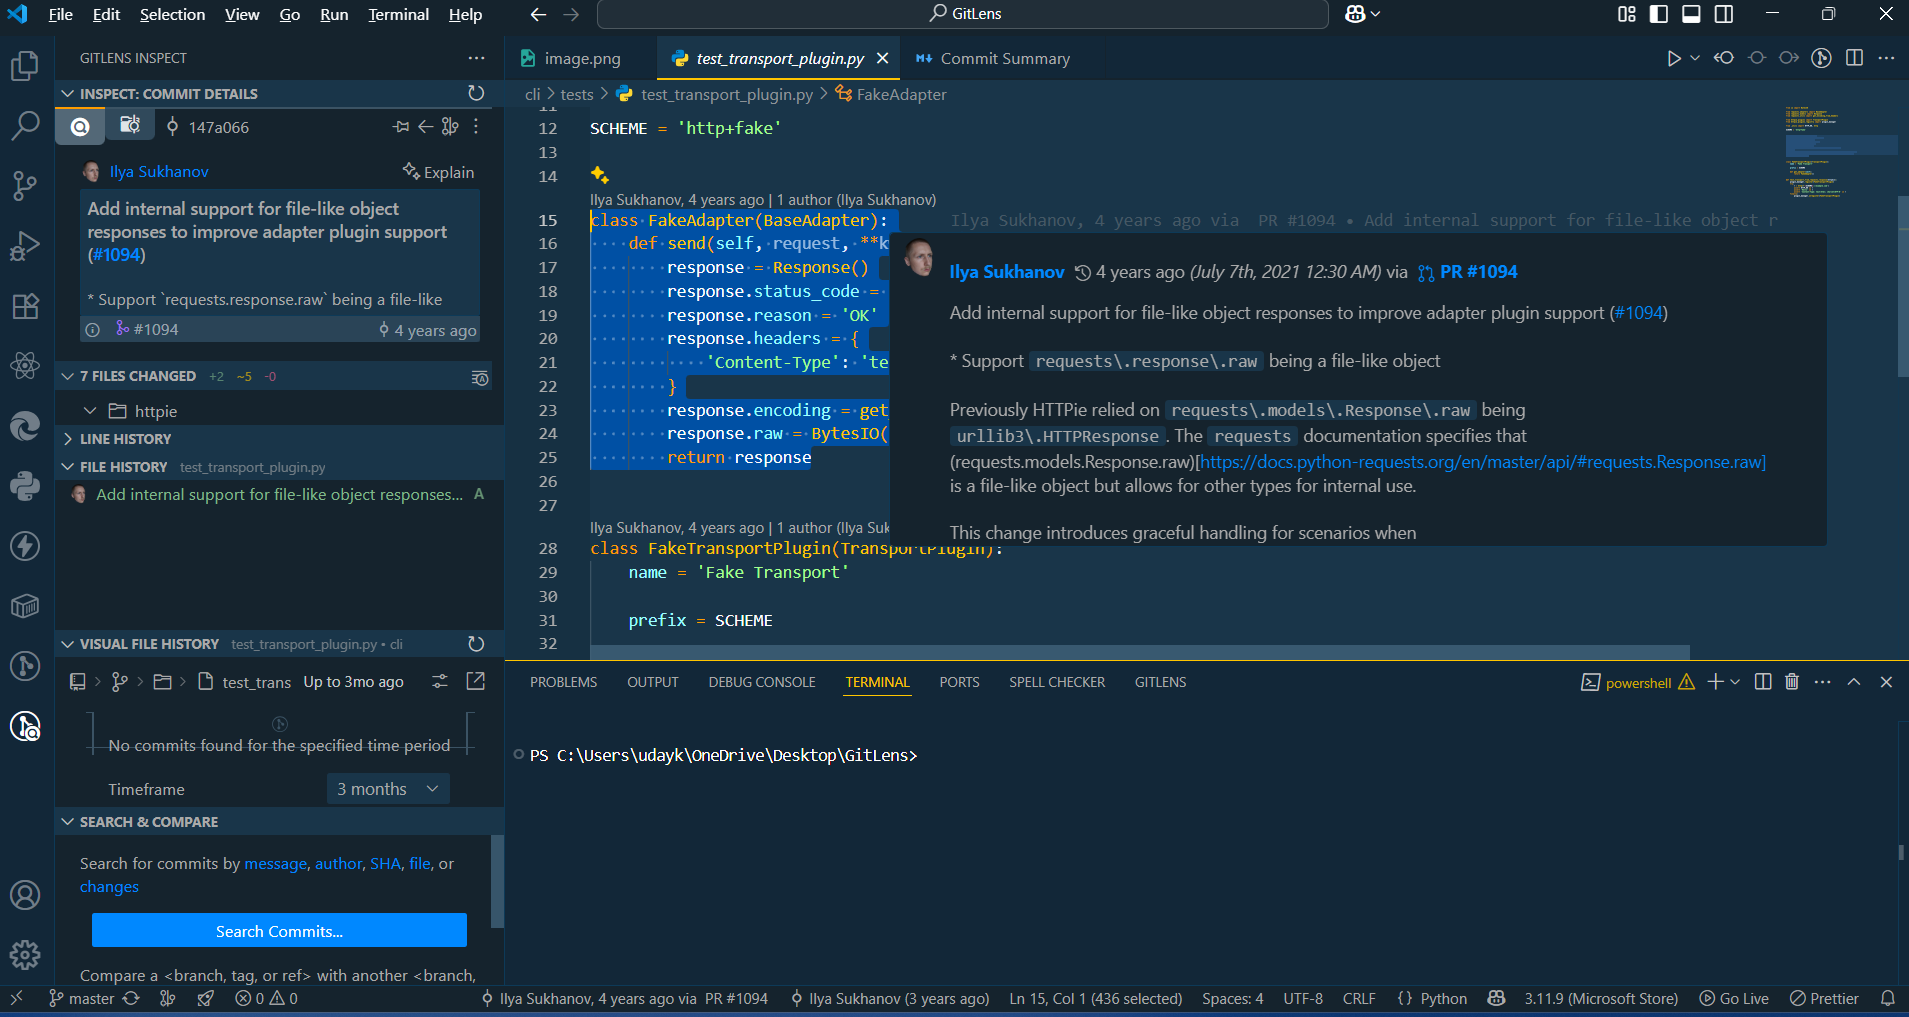 File Edit Selection View Go Run Terminal Help
GitLens
GITLENS INSPECT
INSPECT: COMMIT DETAILS
147a066
Ilya Sukhanov
Explain
Add internal support for file-like object
responses to improve adapter plugin support
(#1094)
* Support `requests.response.raw` being a file-like
#1094
4 years ago
7 FILES CHANGED +2 ~5 -0
httpie
LINE HISTORY
FILE HISTORY test_transport_plugin.py
Add internal support for file-like object responses... A
VISUAL FILE HISTORY test_transport_plugin.py • cli
test_trans Up to 3mo ago
No commits found for the specified time period
Timeframe 3 months
SEARCH & COMPARE
Search for commits by message, author, SHA, file, or
changes
Search Commits...
Compare a <branch, tag, or ref> with another <branch,
image.png
test_transport_plugin.py
Commit Summary
cli > tests > test_transport_plugin.py > FakeAdapter
11
12 SCHEME = 'http+fake'
13
14
Ilya Sukhanov, 4 years ago | 1 author (Ilya Sukhanov)
15 class FakeAdapter(BaseAdapter): Ilya Sukhanov, 4 years ago via PR #1094 • Add internal support for file-like object r
16 def send(self, request, **k
17 response = Response()
18 response.status_code =
19 response.reason = 'OK'
20 response.headers = {
21 'Content-Type': 'te
22 }
23 response.encoding = get
24 response.raw = BytesIO(
25 return response
26
27
Ilya Sukhanov, 4 years ago | 1 author (Ilya Suk
28 class FakeTransportPlugin(TransportPlugin):
29 name = 'Fake Transport'
30
31 prefix = SCHEME
32
Ilya Sukhanov 4 years ago (July 7th, 2021 12:30 AM) via PR #1094
Add internal support for file-like object responses to improve adapter plugin support (#1094)
* Support requests\.response\.raw being a file-like object
Previously HTTPie relied on requests\.models\.Response\.raw being
urllib3\.HTTPResponse. The requests documentation specifies that
(requests.models.Response.raw)[https://docs.python-requests.org/en/master/api/#requests.Response.raw]
is a file-like object but allows for other types for internal use.
This change introduces graceful handling for scenarios when
PROBLEMS OUTPUT DEBUG CONSOLE TERMINAL PORTS SPELL CHECKER GITLENS
powershell
PS C:\Users\udayk\OneDrive\Desktop\GitLens>
master 0 0 Ilya Sukhanov, 4 years ago via PR #1094 Ilya Sukhanov (3 years ago) Ln 15, Col 1 (436 selected) Spaces: 4 UTF-8 CRLF {} Python 3.11.9 (Microsoft Store) Go Live Prettier